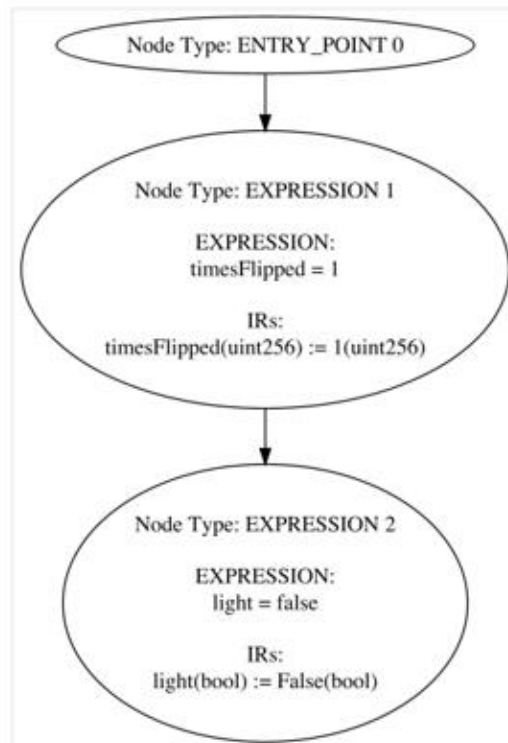 Node Type: ENTRY_POINT 0
Node Type: EXPRESSION 1
EXPRESSION:
timesFlipped = 1
IRs:
timesFlipped(uint256) := 1(uint256)
Node Type: EXPRESSION 2
EXPRESSION:
light = false
IRs:
light(bool) := False(bool)